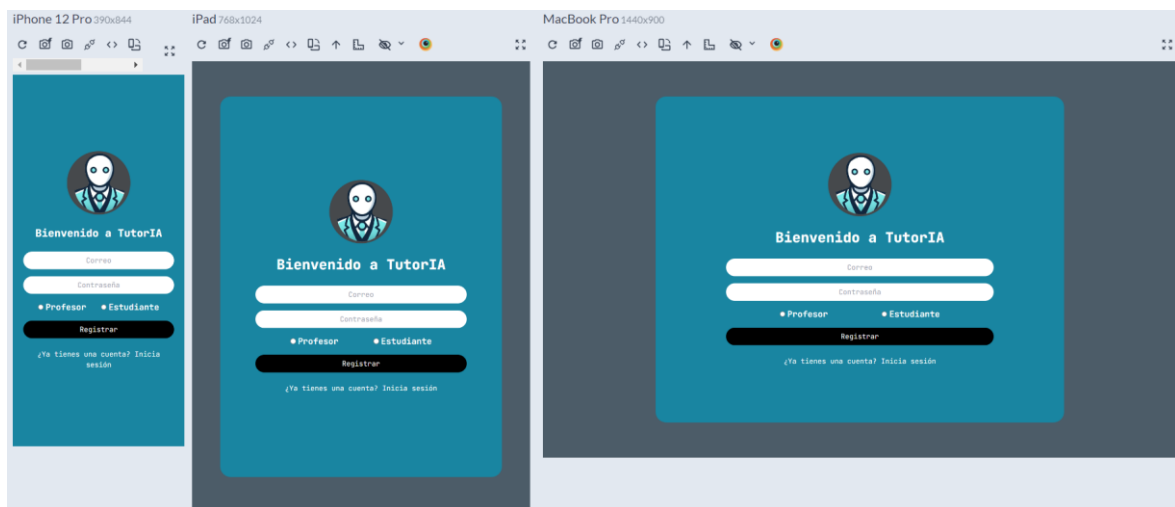 iPhone 12 Pro 390x844
Bienvenido a TutorIA
Correo
Contraseña
Profesor Estudiante
Registrar
¿Ya tienes una cuenta? Inicia
sesión
iPad 768x1024
Bienvenido a TutorIA
Correo
Contraseña
Profesor Estudiante
Registrar
¿Ya tienes una cuenta? Inicia sesión
MacBook Pro 1440x900
Bienvenido a TutorIA
Correo
Contraseña
Profesor Estudiante
Registrar
¿Ya tienes una cuenta? Inicia sesión